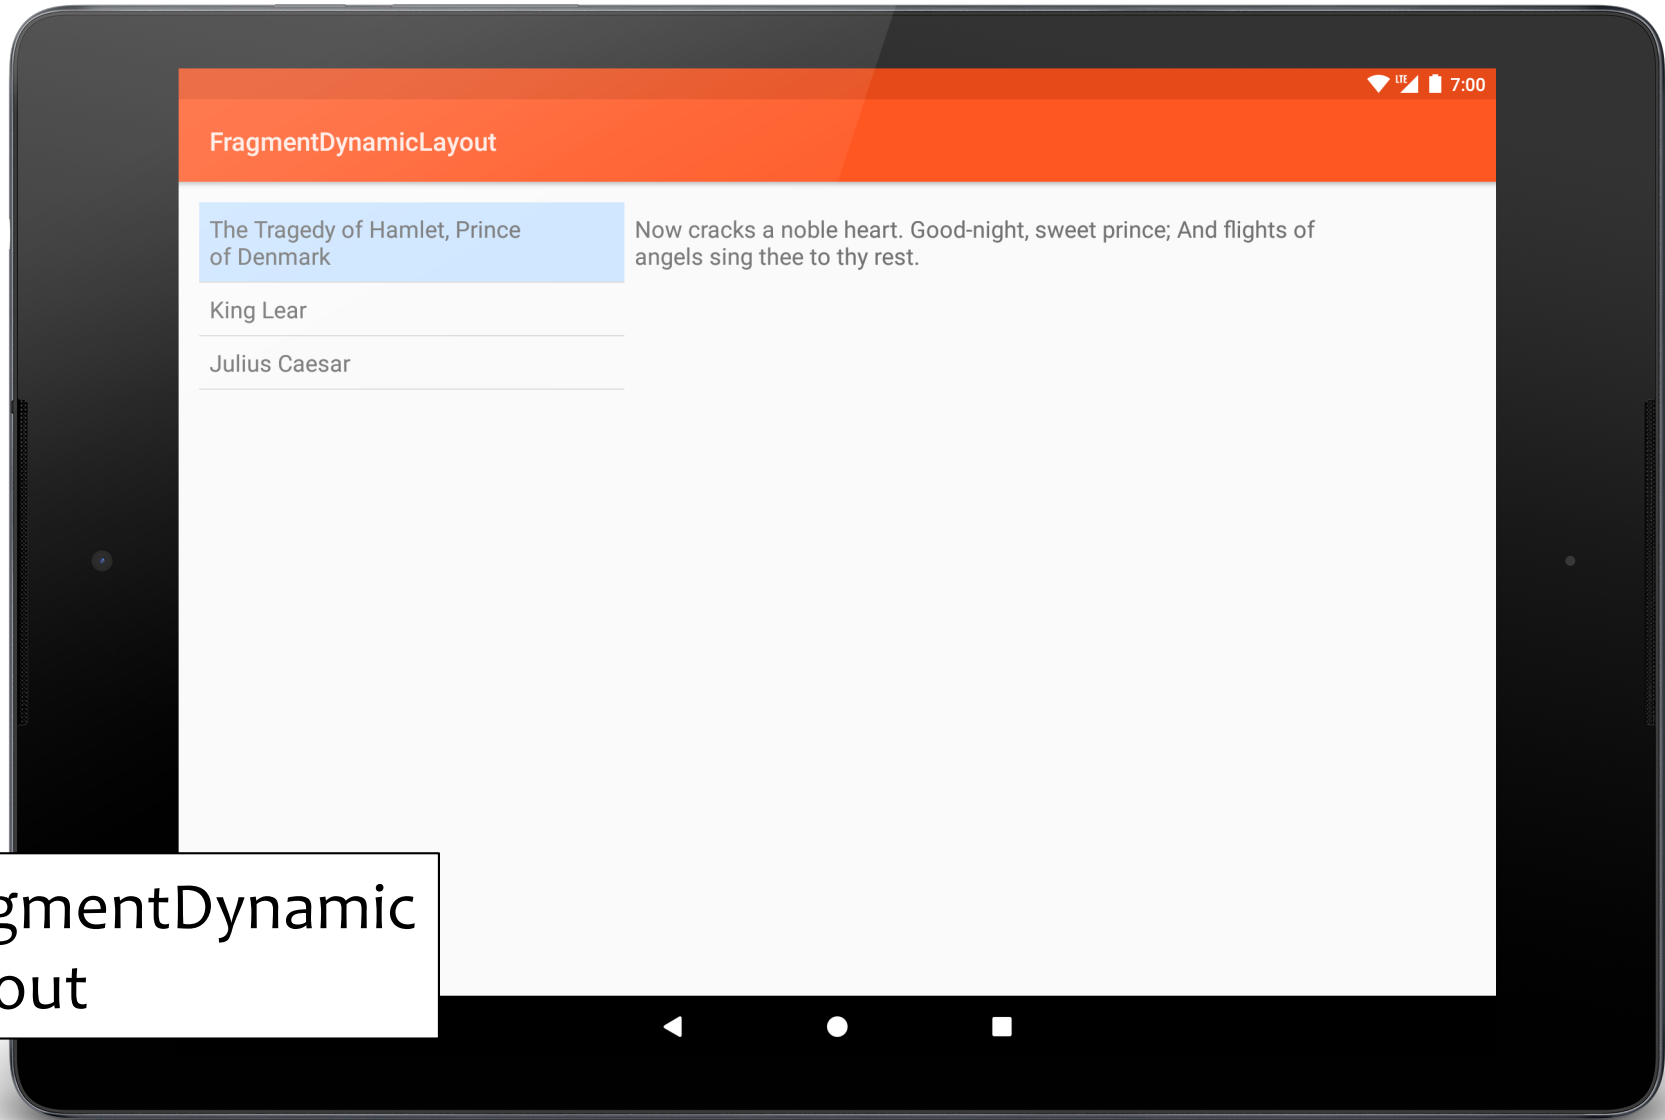 LTE 7:00
FragmentDynamicLayout
The Tragedy of Hamlet, Prince
of Denmark
King Lear
Julius Caesar
Now cracks a noble heart. Good-night, sweet prince; And flights of
angels sing thee to thy rest.
gmentDynamic
out